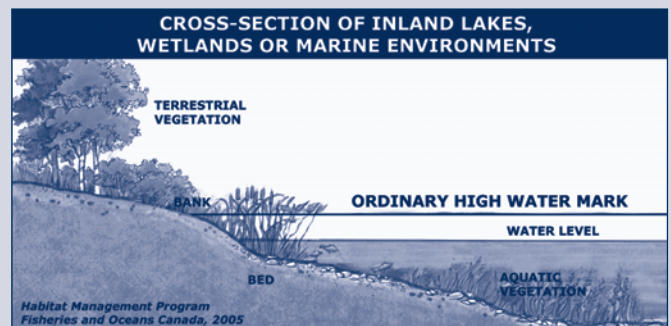 CROSS-SECTION OF INLAND LAKES,
WETLANDS OR MARINE ENVIRONMENTS
TERRESTRIAL
VEGETATION
BANK
ORDINARY HIGH WATER MARK
WATER LEVEL
BED
AQUATIC
VEGETATION
Habitat Management Program
Fisheries and Oceans Canada, 2005